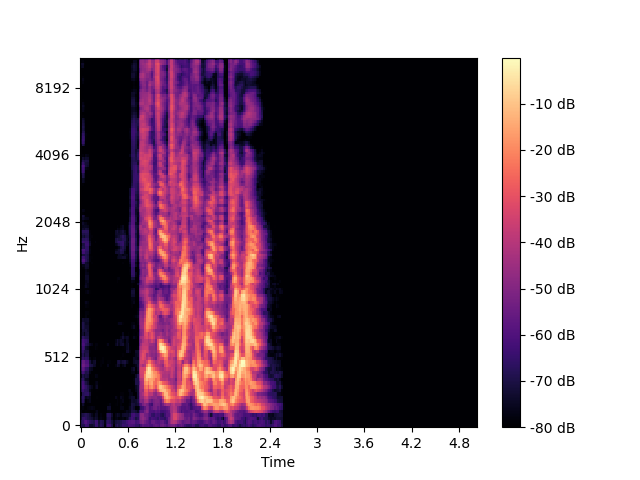 8192
4096
2048
1024
512
0
Hz
0 0.6 1.2 1.8 2.4 3 3.6 4.2 4.8
Time
-10 dB
-20 dB
-30 dB
-40 dB
-50 dB
-60 dB
-70 dB
-80 dB